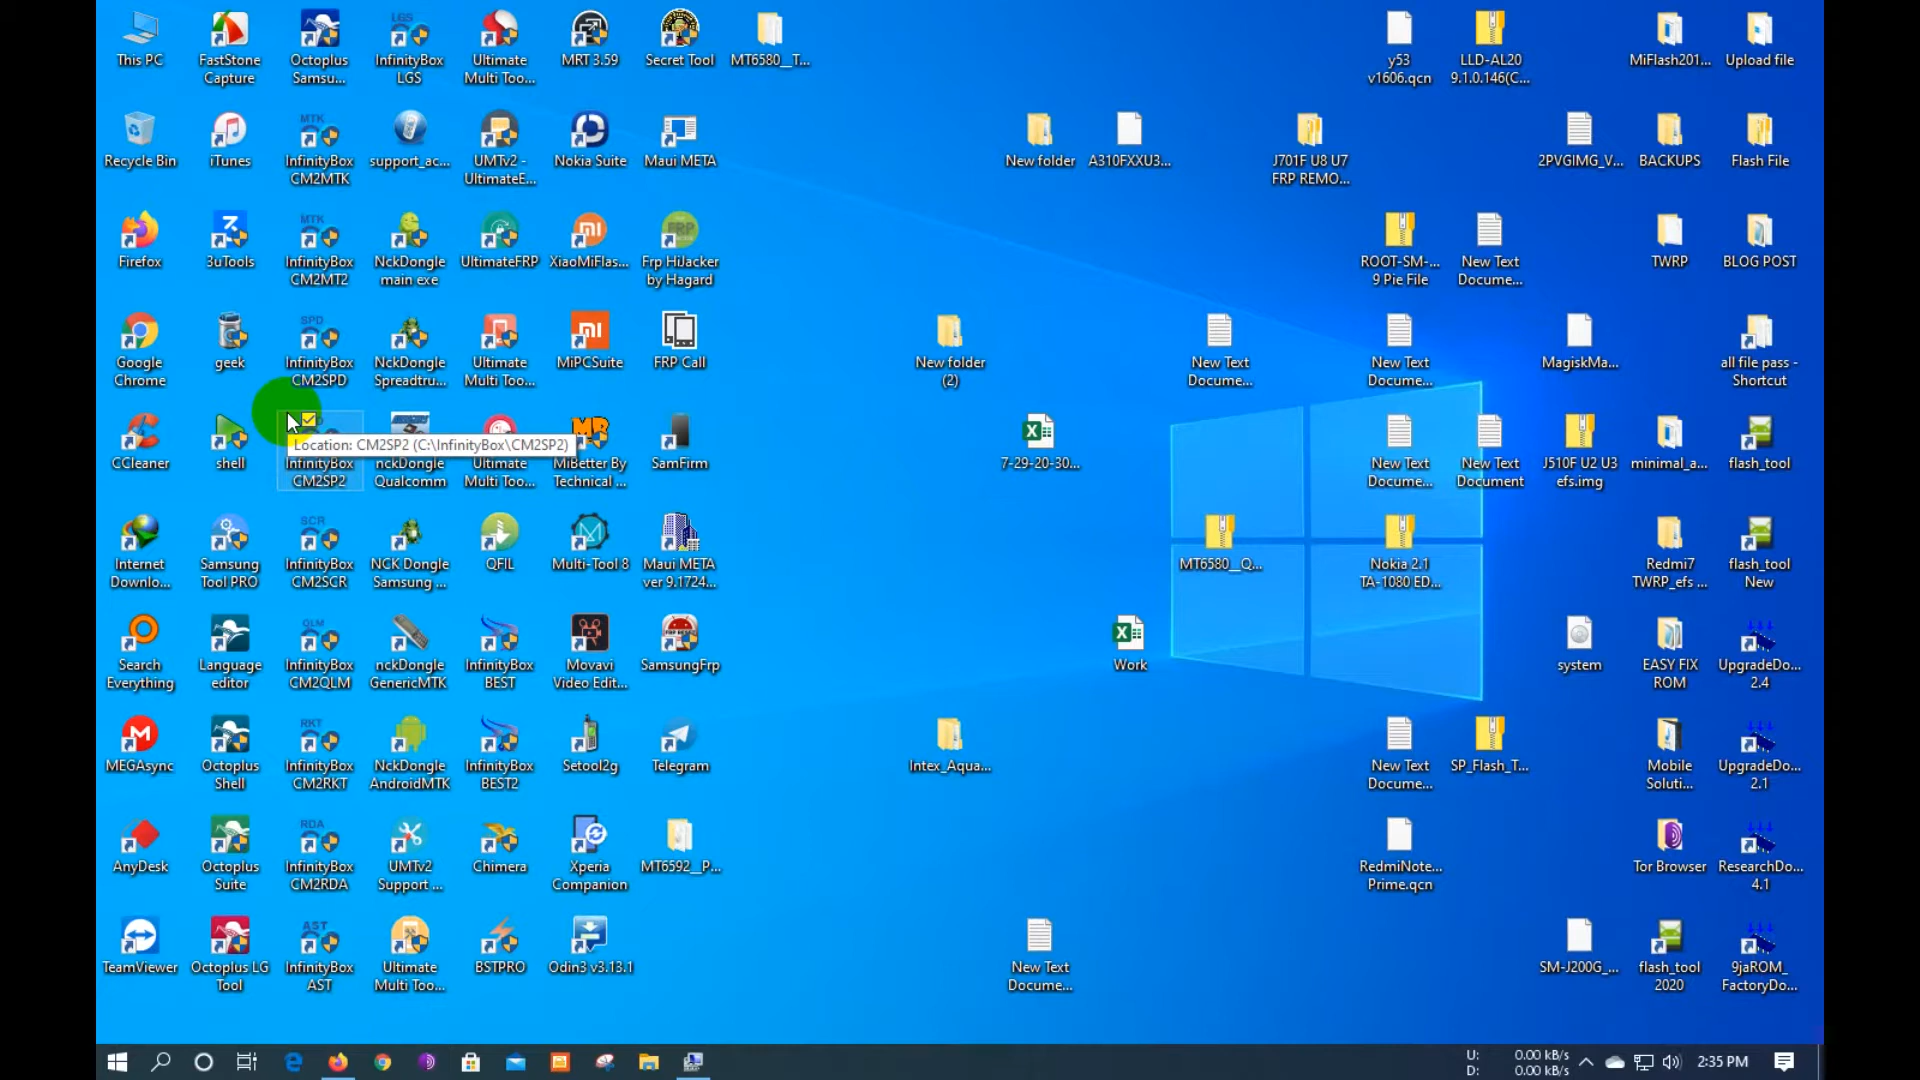 This PC
FastStone
Capture
Octoplus
Samsu...
LGS
InfinityBox
LGS
Ultimate
Multi Too...
MRT 3.59
Secret Tool
MT6580__T...
y53
v1606.qcn
LLD-AL20
9.1.0.146(C...
MiFlash201...
Upload file
Recycle Bin
iTunes
MTK
InfinityBox
CM2MTK
support_ac...
UMTv2 -
UltimateE...
Nokia Suite
Maui META
New folder
A310FXXU3...
J701F U8 U7
FRP REMO...
2PVGIMG_V...
BACKUPS
Flash File
Firefox
3uTools
MTK
InfinityBox
CM2MT2
NckDongle
main exe
UltimateFRP
XiaoMiFlas...
FRP
Frp HiJacker
by Hagard
ROOT-SM-...
9 Pie File
New Text
Docume...
TWRP
BLOG POST
Google
Chrome
geek
SPD
InfinityBox
CM2SPD
NckDongle
Spreadtru...
Ultimate
Multi Too...
MiPCSuite
FRP Call
New folder
(2)
New Text
Docume...
New Text
Docume...
MagiskMa...
all file pass -
Shortcut
CCleaner
shell
Location: CM2SP2 (C:\InfinityBox\CM2SP2)
InfinityBox
CM2SP2
nckDongle
Qualcomm
Ultimate
Multi Too...
MiBetter By
Technical ...
SamFirm
7-29-20-30...
New Text
Docume...
New Text
Document
J510F U2 U3
efs.img
minimal_a...
flash_tool
Internet
Downlo...
Samsung
Tool PRO
SCR
InfinityBox
CM2SCR
NCK Dongle
Samsung ...
QFIL
Multi-Tool 8
Maui META
ver 9.1724...
MT6580__Q...
Nokia 2.1
TA-1080 ED...
Redmi7
TWRP_efs ...
flash_tool
New
Search
Everything
Language
editor
QLM
InfinityBox
CM2QLM
nckDongle
GenericMTK
InfinityBox
BEST
Movavi
Video Edit...
SamsungFrp
Work
system
EASY FIX
ROM
UpgradeDo...
2.4
MEGAsync
Octoplus
Shell
RKT
InfinityBox
CM2RKT
NckDongle
AndroidMTK
InfinityBox
BEST2
Setool2g
Telegram
Intex_Aqua...
New Text
Docume...
SP_Flash_T...
Mobile
Soluti...
UpgradeDo...
2.1
AnyDesk
Octoplus
Suite
RDA
InfinityBox
CM2RDA
UMTv2
Support ...
Chimera
Xperia
Companion
MT6592__P...
RedmiNote...
Prime.qcn
Tor Browser
ResearchDo...
4.1
TeamViewer
Octoplus LG
Tool
AST
InfinityBox
AST
Ultimate
Multi Too...
BSTPRO
Odin3 v3.13.1
New Text
Docume...
SM-J200G_...
flash_tool
2020
9jaROM_
FactoryDo...
U: 0.00 kB/s
D: 0.00 kB/s
2:35 PM